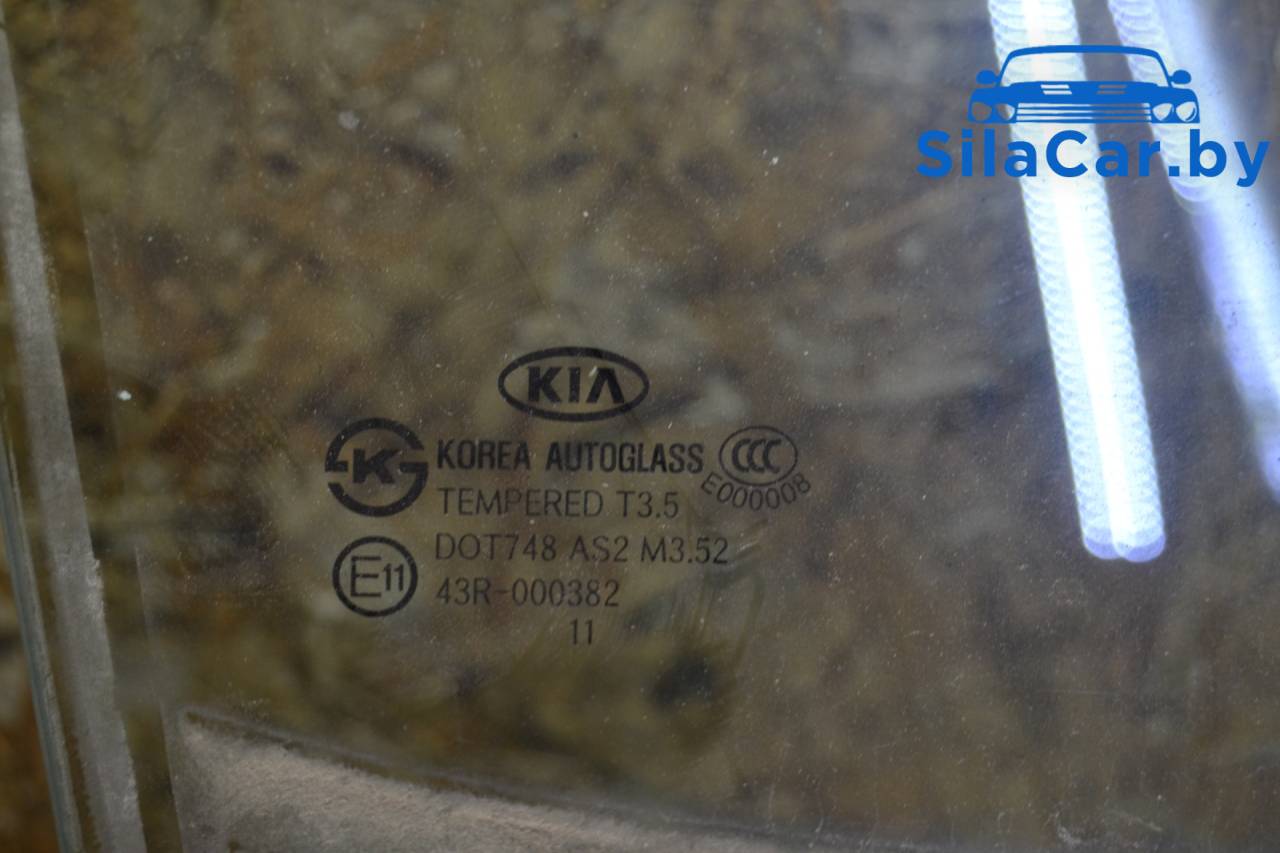 SilaCar.by
KIA
K
KOREA AUTOGLASS
CCC
E000008
TEMPERED T3.5
DOT748 AS2 M3.52
E11
43R-000382
11